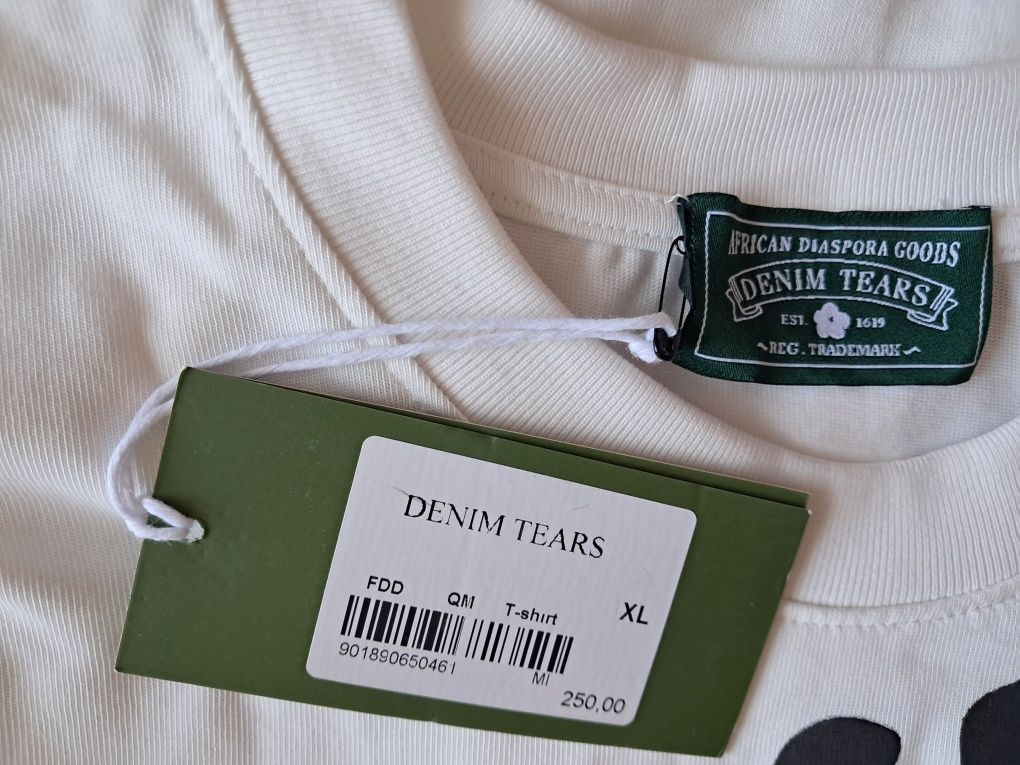 AFRICAN DIASPORA GOODS
DENIM TEARS
EST. 1619
REG. TRADEMARK
DENIM TEARS
FDD QM T-shirt XL
901890650461
MI
250,00